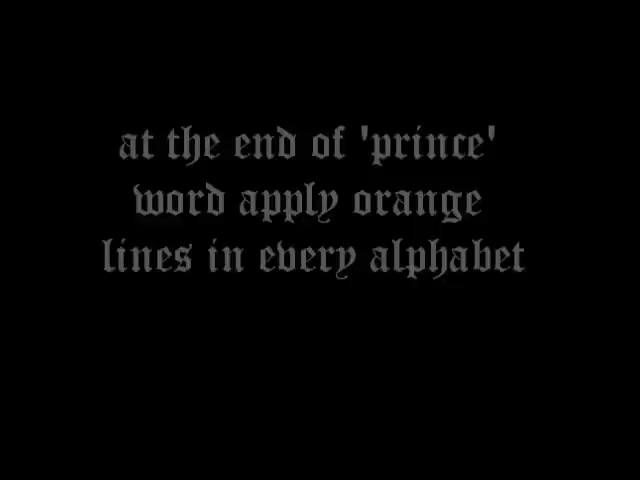 at the end of 'prince'
word apply orange
lines in every alphabet